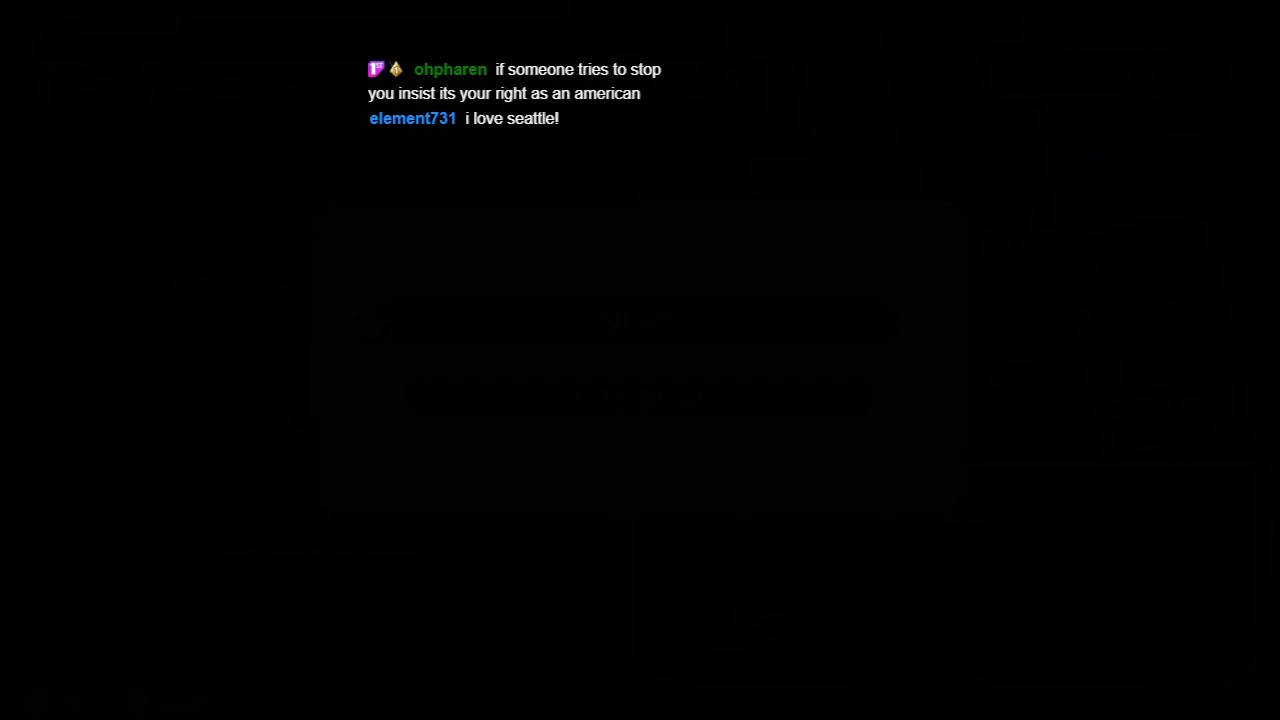 ohpharen if someone tries to stop
you insist its your right as an american
element731 i love seattle!